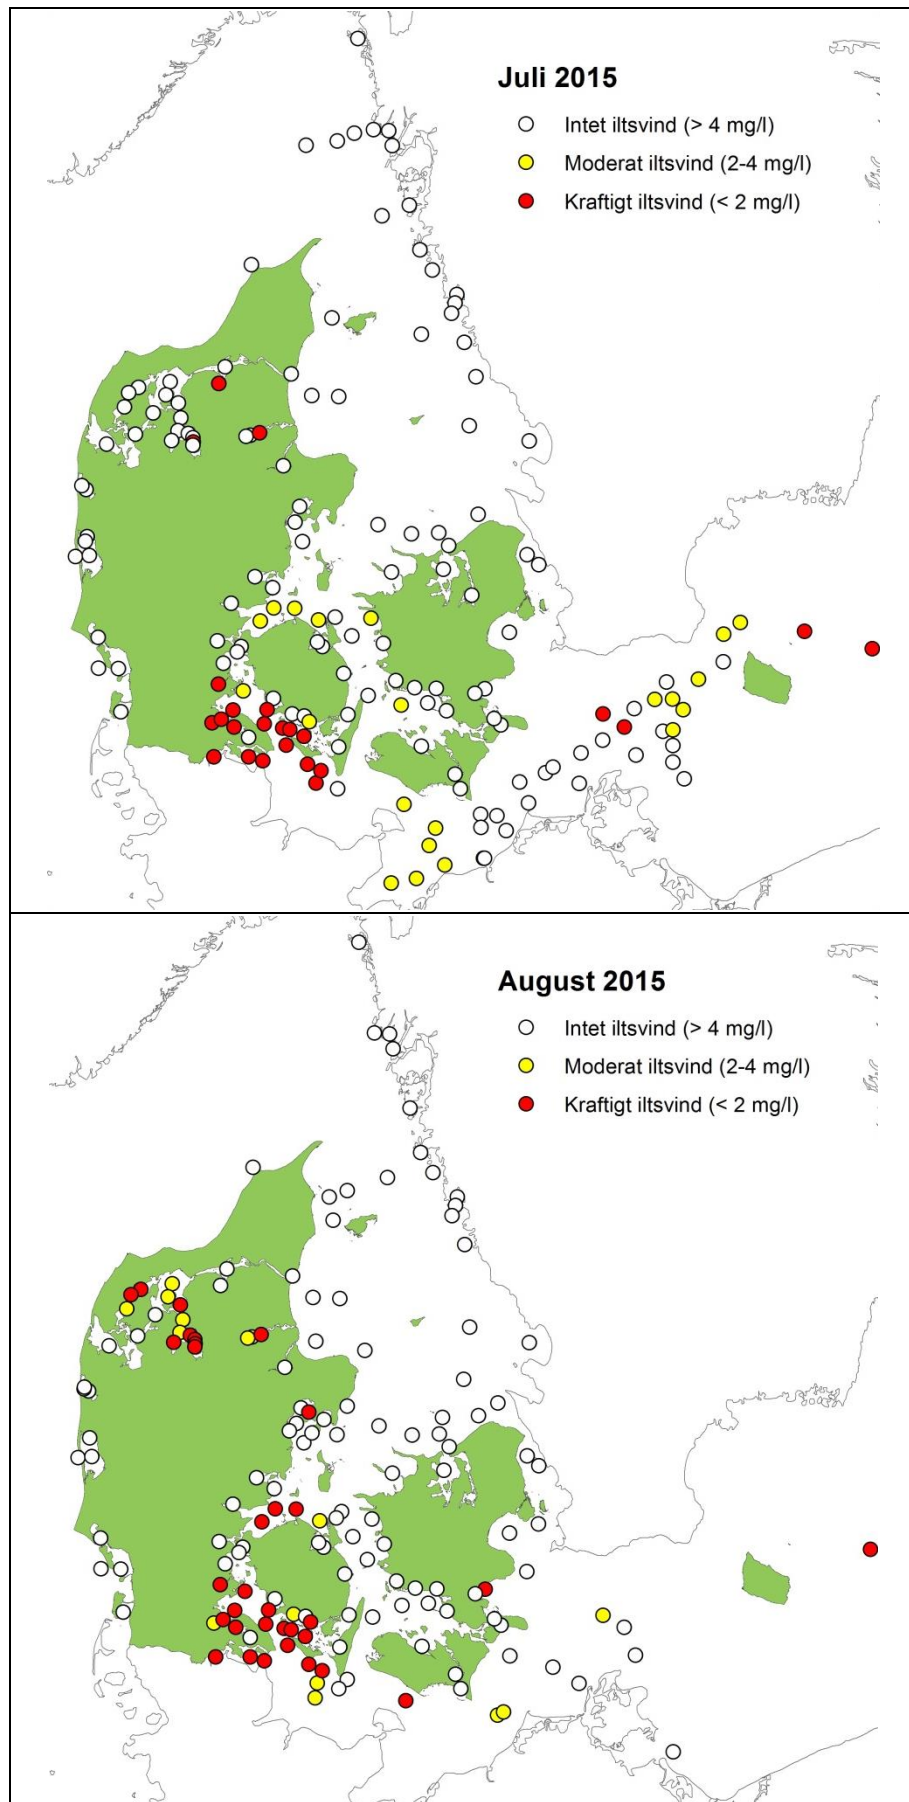 Juli 2015
Intet iltsvind (> 4 mg/l)
Moderat iltsvind (2-4 mg/l)
Kraftigt iltsvind (< 2 mg/l)
August 2015
Intet iltsvind (> 4 mg/l)
Moderat iltsvind (2-4 mg/l)
Kraftigt iltsvind (< 2 mg/l)